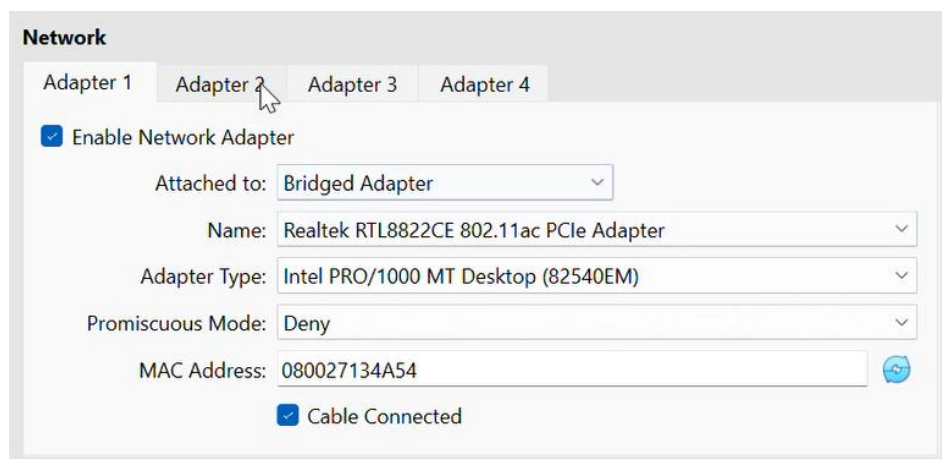 Network
Adapter 1 Adapter 2 Adapter 3 Adapter 4
Enable Network Adapter
Attached to: Bridged Adapter
Name: Realtek RTL8822CE 802.11ac PCIe Adapter
Adapter Type: Intel PRO/1000 MT Desktop (82540EM)
Promiscuous Mode: Deny
MAC Address: 080027134A54
Cable Connected